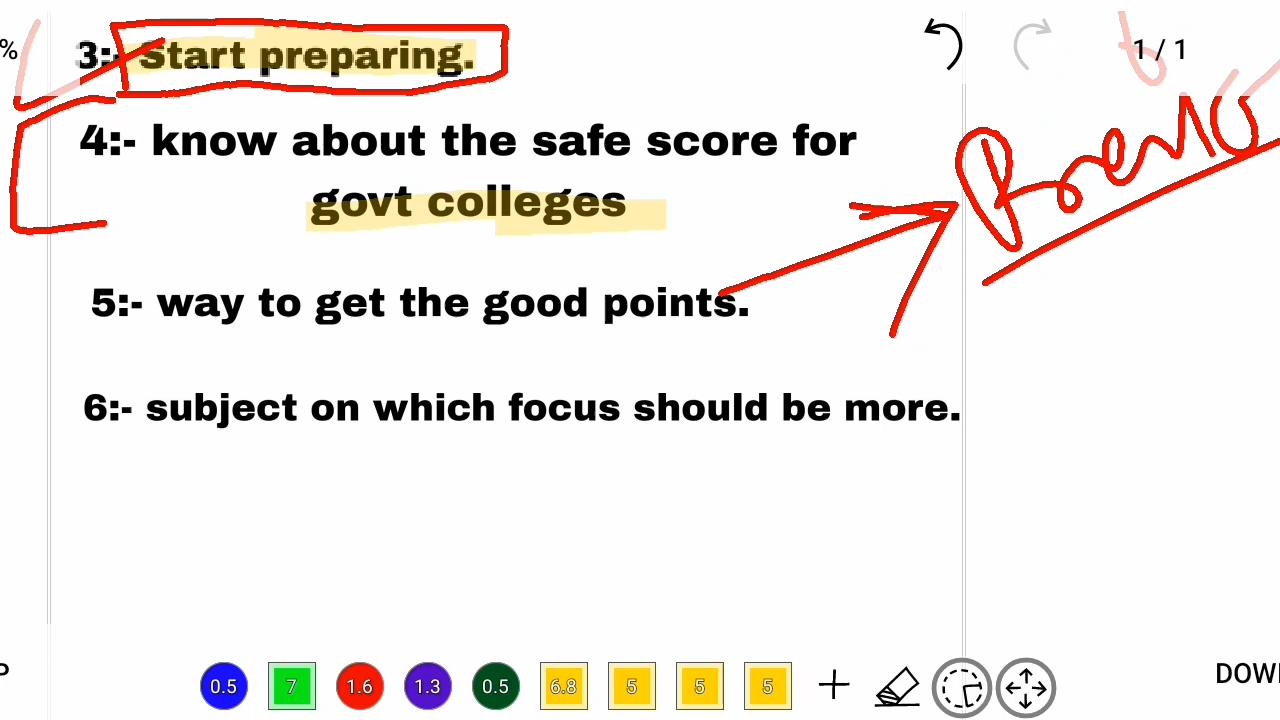 %
3:- Start preparing.
1 / 1
4:- know about the safe score for
govt colleges
5:- way to get the good points.
6:- subject on which focus should be more.
0.5 7 1.6 1.3 0.5 6.8 5 5 5
DOW